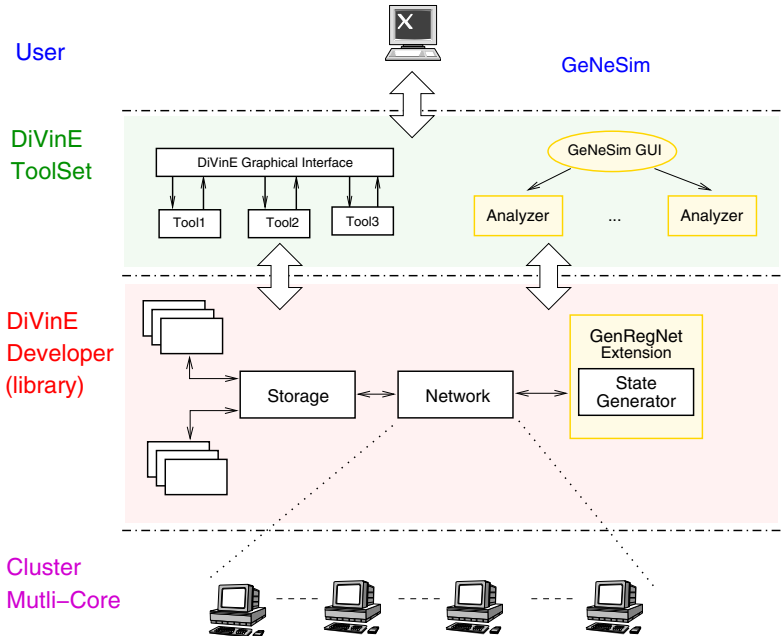 User
X
GeNeSim
DiVinE
ToolSet
DiVinE Graphical Interface
Tool1
Tool2
Tool3
GeNeSim GUI
Analyzer
...
Analyzer
DiVinE
Developer
(library)
Storage
Network
GenRegNet
Extension
State
Generator
Cluster
Mutli-Core